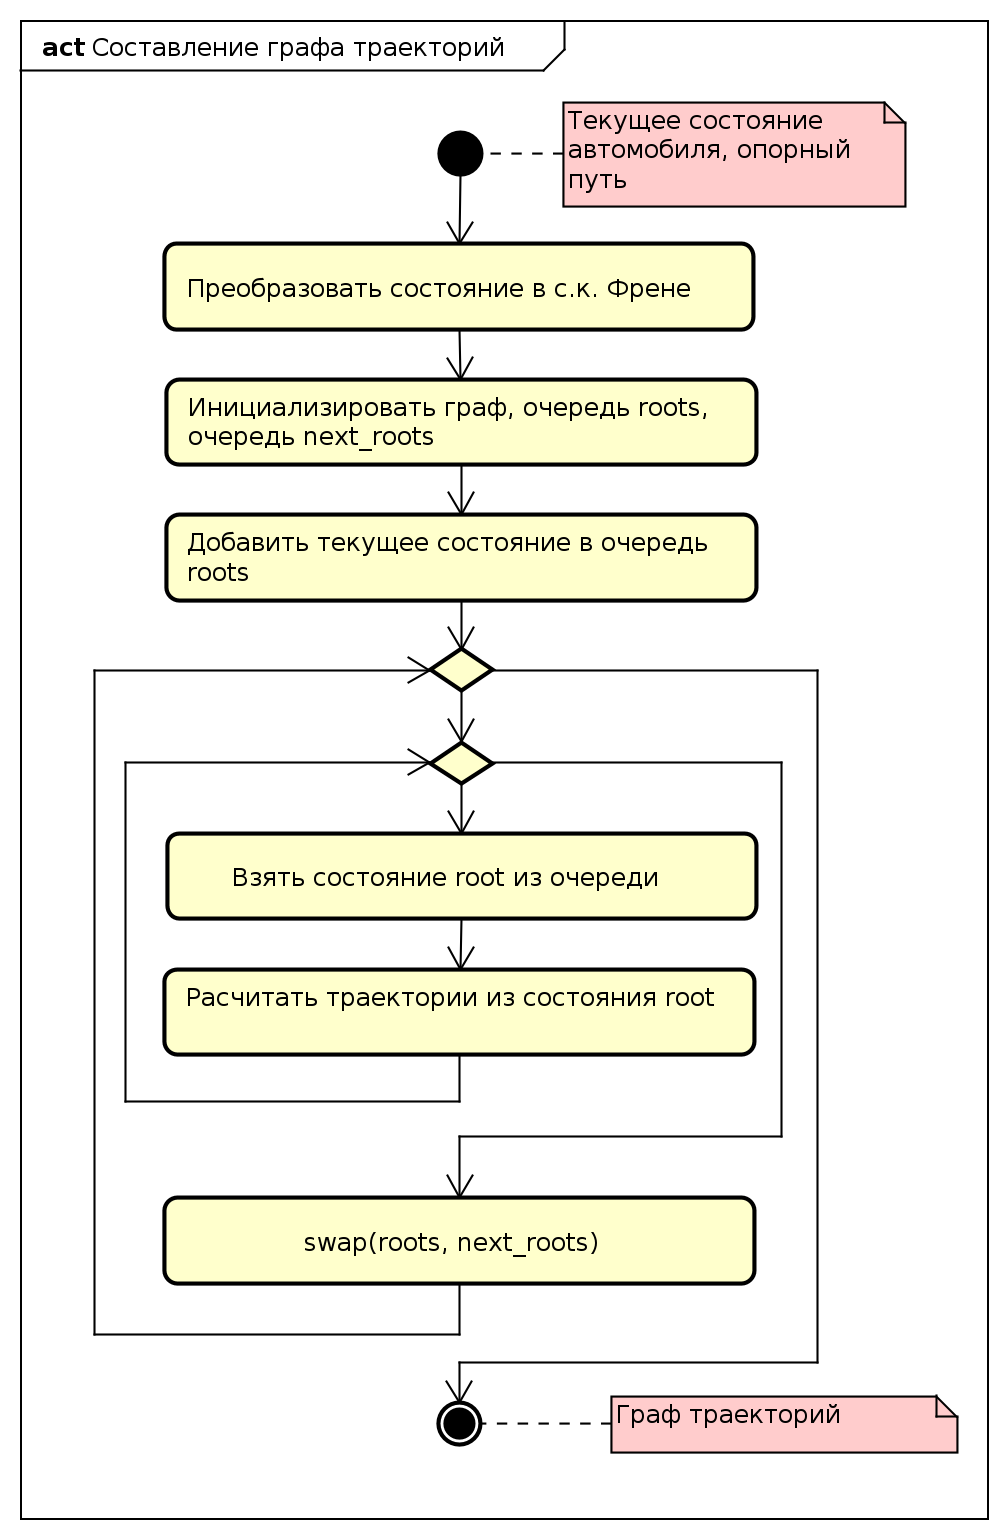 act Составление графа траекторий
Текущее состояние
автомобиля, опорный
путь
Преобразовать состояние в с.к. Френе
Инициализировать граф, очередь roots,
очередь next_roots
Добавить текущее состояние в очередь
roots
Взять состояние root из очереди
Расчитать траектории из состояния root
swap(roots, next_roots)
Граф траекторий